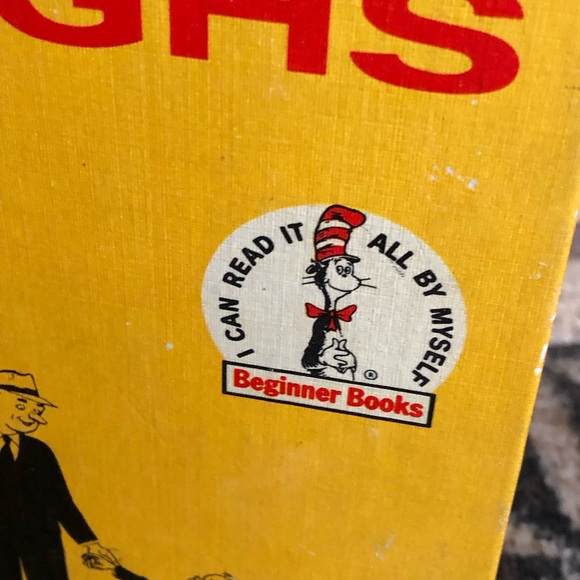 GHS
I CAN READ IT ALL BY MYSELF
®
Beginner Books